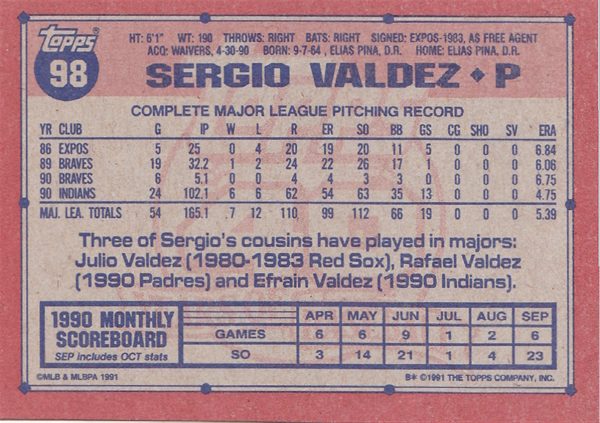 topps
98
HT: 6'1" WT: 190 THROWS: RIGHT BATS: RIGHT SIGNED: EXPOS-1983, AS FREE AGENT
ACQ: WAIVERS, 4-30-90 BORN: 9-7-64, ELIAS PINA, D.R. HOME: ELIAS PINA, D.R.
SERGIO VALDEZ • P
COMPLETE MAJOR LEAGUE PITCHING RECORD
YR CLUB G IP W L R ER SO BB GS CG SHO SV ERA
86 EXPOS 5 25 0 4 20 19 20 11 5 0 0 0 6.84
89 BRAVES 19 32.2 1 2 24 22 26 17 1 0 0 0 6.06
90 BRAVES 6 5.1 0 0 4 4 3 3 0 0 0 0 6.75
90 INDIANS 24 102.1 6 6 62 54 63 35 13 0 0 0 4.75
MAJ. LEA. TOTALS 54 165.1 7 12 110 99 112 66 19 0 0 0 5.39
Three of Sergio's cousins have played in majors:
Julio Valdez (1980-1983 Red Sox), Rafael Valdez
(1990 Padres) and Efrain Valdez (1990 Indians).
1990 MONTHLY SCOREBOARD
SEP includes OCT stats
APR MAY JUN JUL AUG SEP
GAMES 6 6 9 1 2 6
SO 3 14 21 1 4 23
©MLB & MLBPA 1991
B* ©1991 THE TOPPS COMPANY, INC.